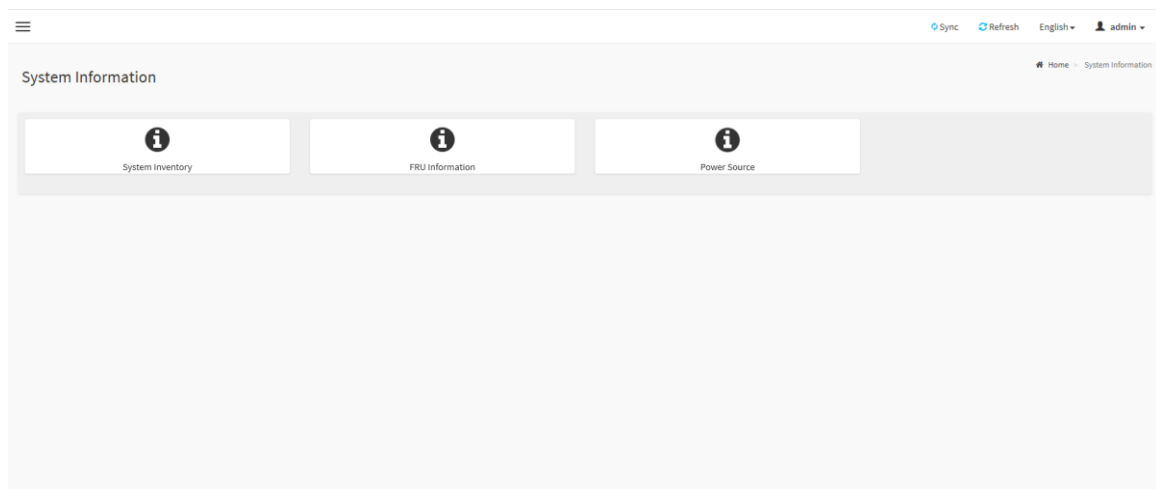 Sync Refresh English admin
Home > System Information
System Information
System Inventory FRU Information Power Source